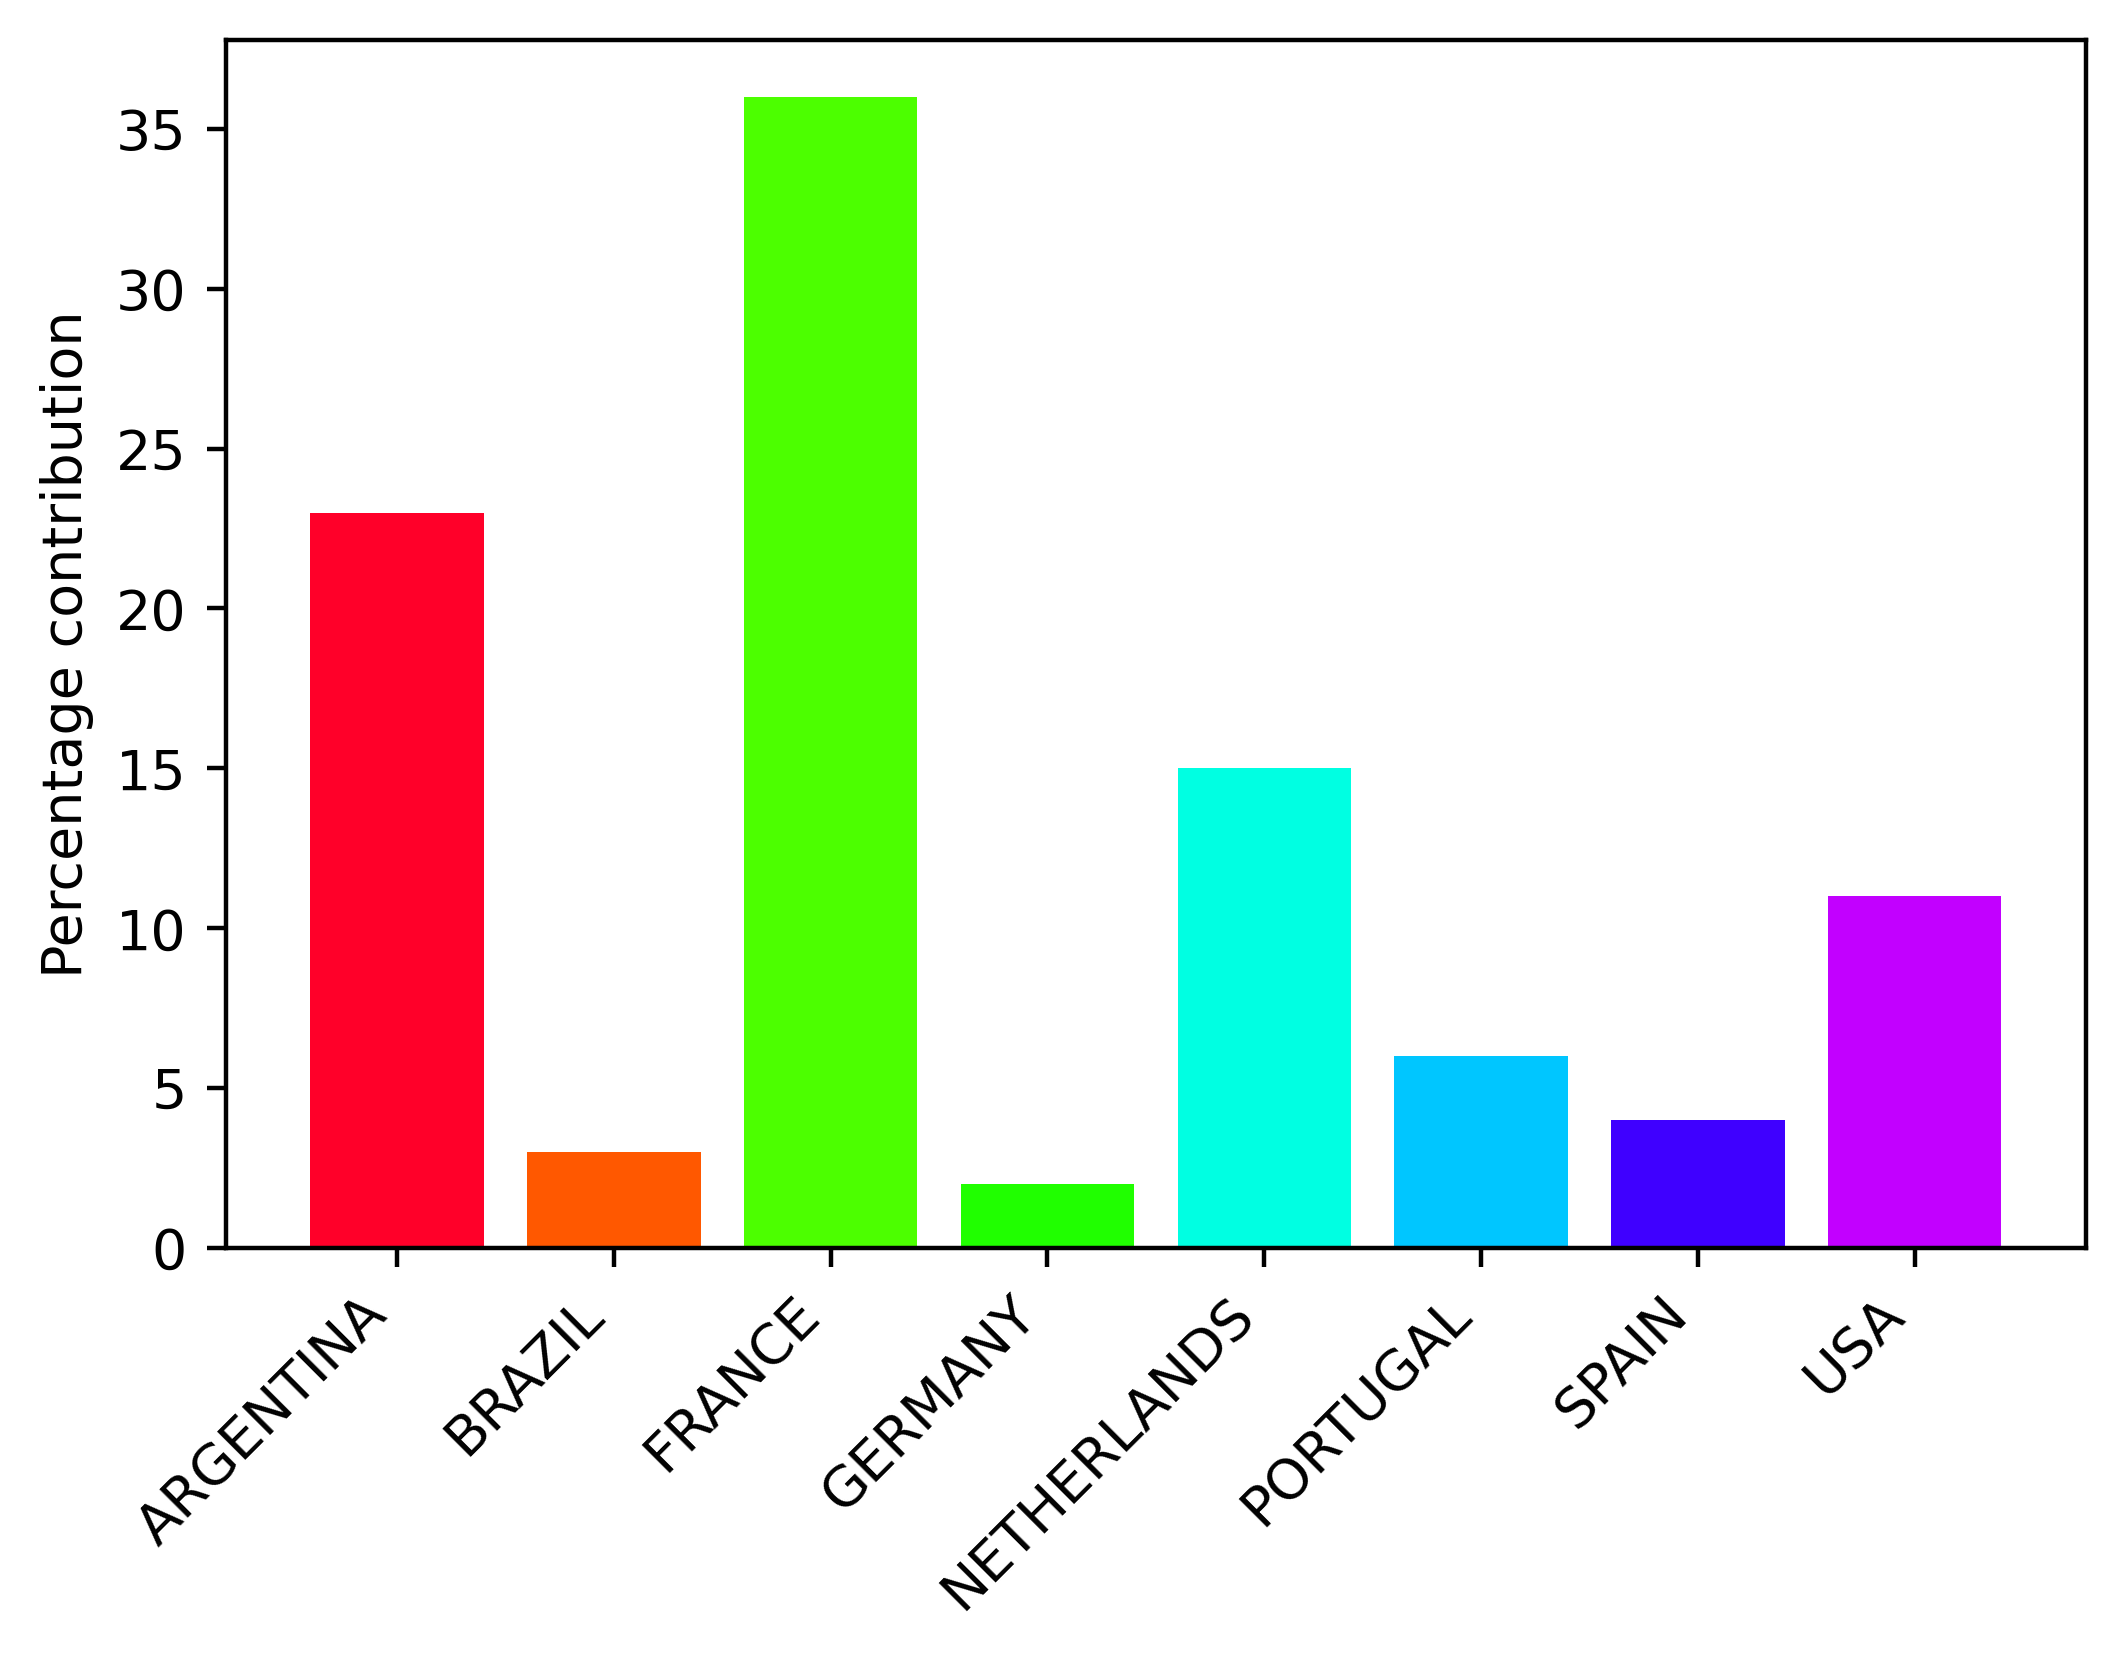 Percentage contribution
35
30
25
20
15
10
5
0
ARGENTINA
BRAZIL
FRANCE
GERMANY
NETHERLANDS
PORTUGAL
SPAIN
USA